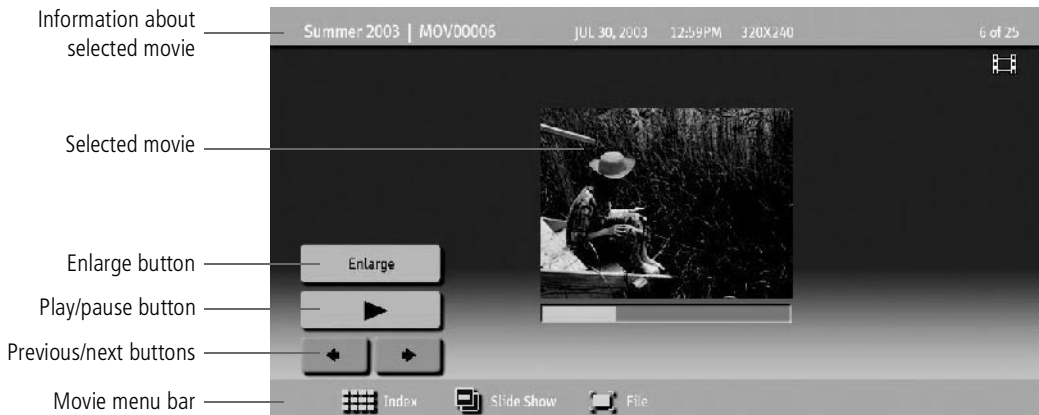 Information about
selected movie
Summer 2003 | MOV00006 JUL 30, 2003 12:59PM 320X240 6 of 25
Selected movie
Enlarge button
Enlarge
Play/pause button
Previous/next buttons
Movie menu bar
Index Slide Show File